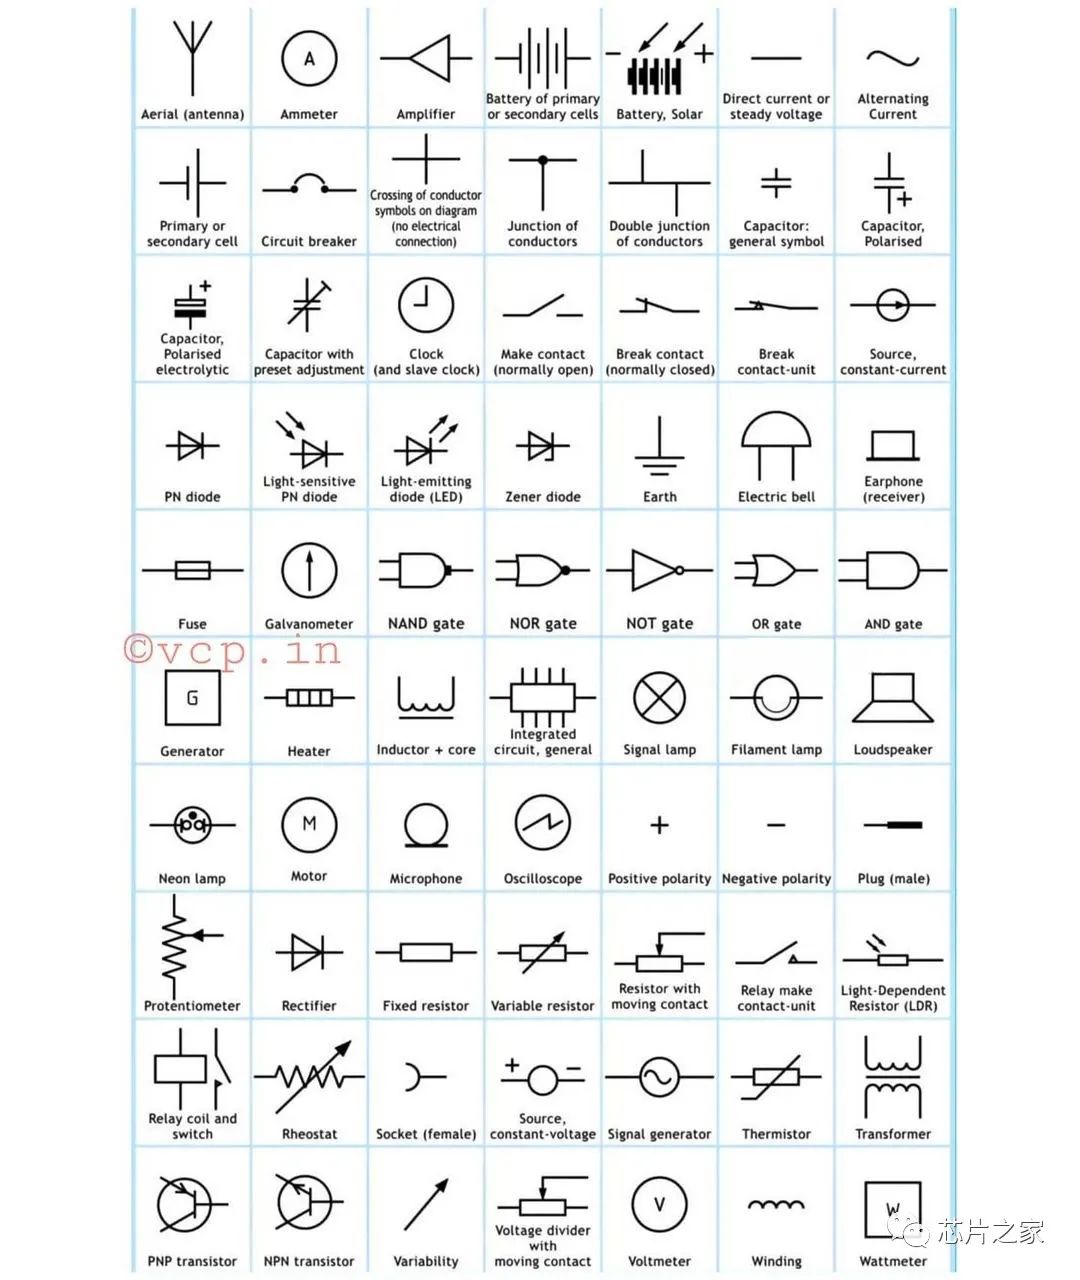 A
Aerial (antenna)
Ammeter
Amplifier
Battery of primary
or secondary cells
− +
Battery, Solar
Direct current or
steady voltage
Alternating
Current
Primary or
secondary cell
Circuit breaker
Crossing of conductor
symbols on diagram
(no electrical
connection)
Junction of
conductors
Double junction
of conductors
Capacitor:
general symbol
+
Capacitor,
Polarised
+
Capacitor,
Polarised
electrolytic
Capacitor with
preset adjustment
Clock
(and slave clock)
Make contact
(normally open)
Break contact
(normally closed)
Break
contact-unit
Source,
constant-current
PN diode
Light-sensitive
PN diode
Light-emitting
diode (LED)
Zener diode
Earth
Electric bell
Earphone
(receiver)
Fuse
Galvanometer
NAND gate
NOR gate
NOT gate
OR gate
AND gate
©vcp.in
G
Generator
Heater
Inductor + core
Integrated
circuit, general
Signal lamp
Filament lamp
Loudspeaker
Neon lamp
M
Motor
Microphone
Oscilloscope
+
Positive polarity
−
Negative polarity
Plug (male)
Protentiometer
Rectifier
Fixed resistor
Variable resistor
Resistor with
moving contact
Relay make
contact-unit
Light-Dependent
Resistor (LDR)
Relay coil and
switch
Rheostat
Socket (female)
+ −
Source,
constant-voltage
Signal generator
Thermistor
Transformer
PNP transistor
NPN transistor
Variability
Voltage divider
with
moving contact
V
Voltmeter
Winding
W
Wattmeter
芯片之家